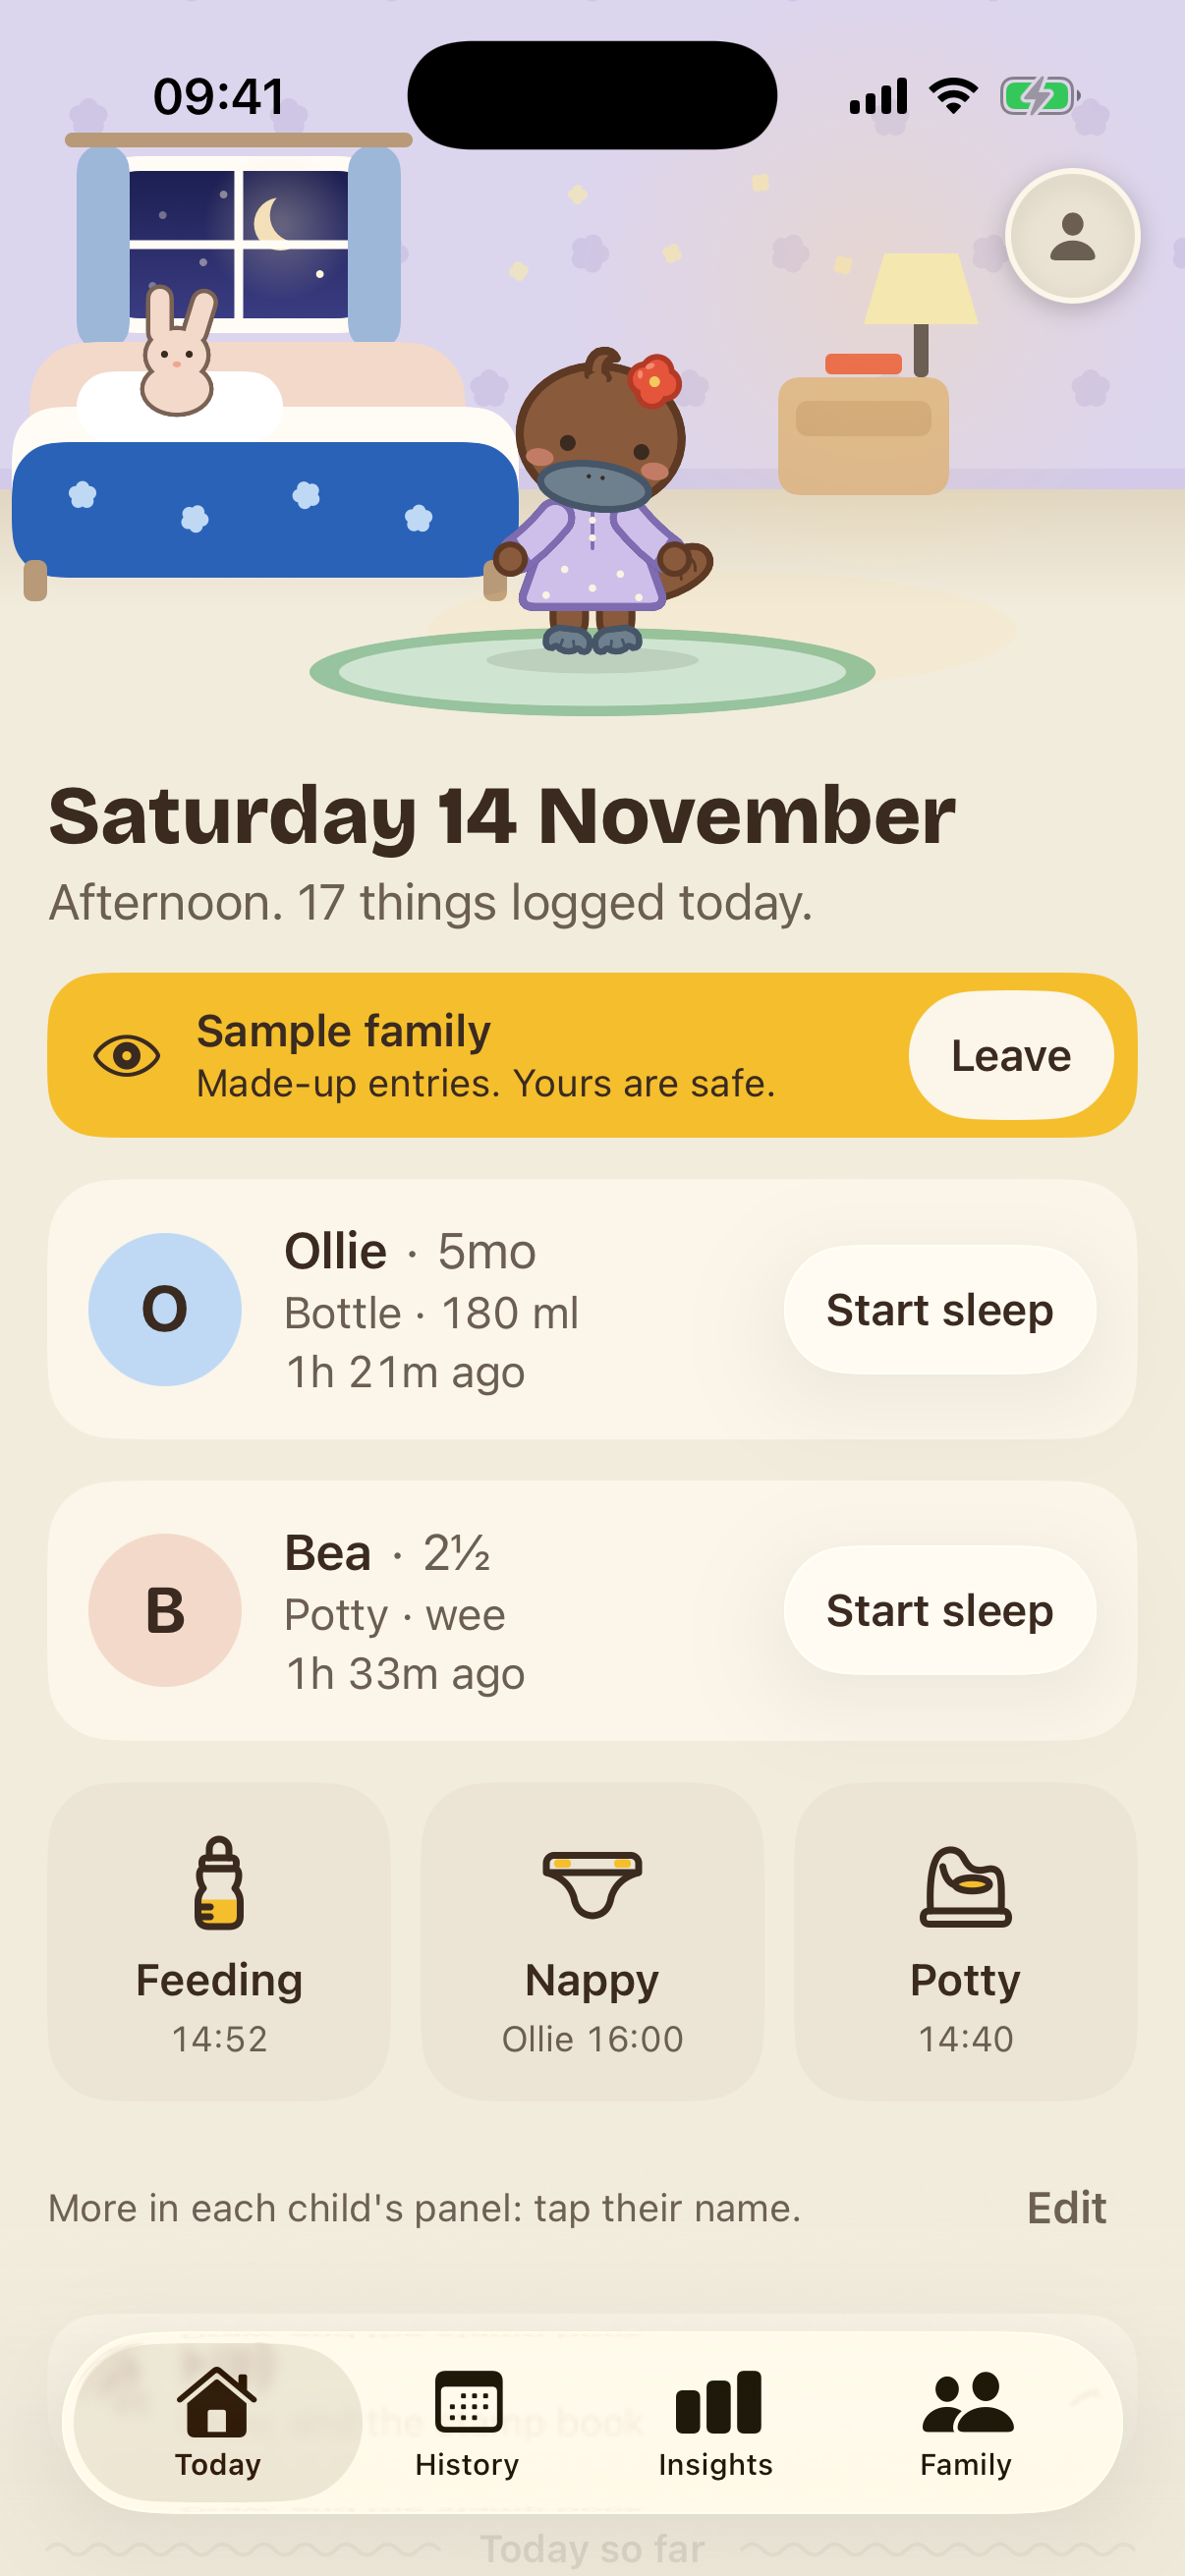 09:41
Saturday 14 November
Afternoon. 17 things logged today.
Sample family
Made-up entries. Yours are safe.
Leave
O
Ollie · 5mo
Bottle · 180 ml
1h 21m ago
Start sleep
B
Bea · 2½
Potty · wee
1h 33m ago
Start sleep
Feeding
14:52
Nappy
Ollie 16:00
Potty
14:40
More in each child's panel: tap their name.
Edit
the
book
Today
History
Insights
Family
Today so far